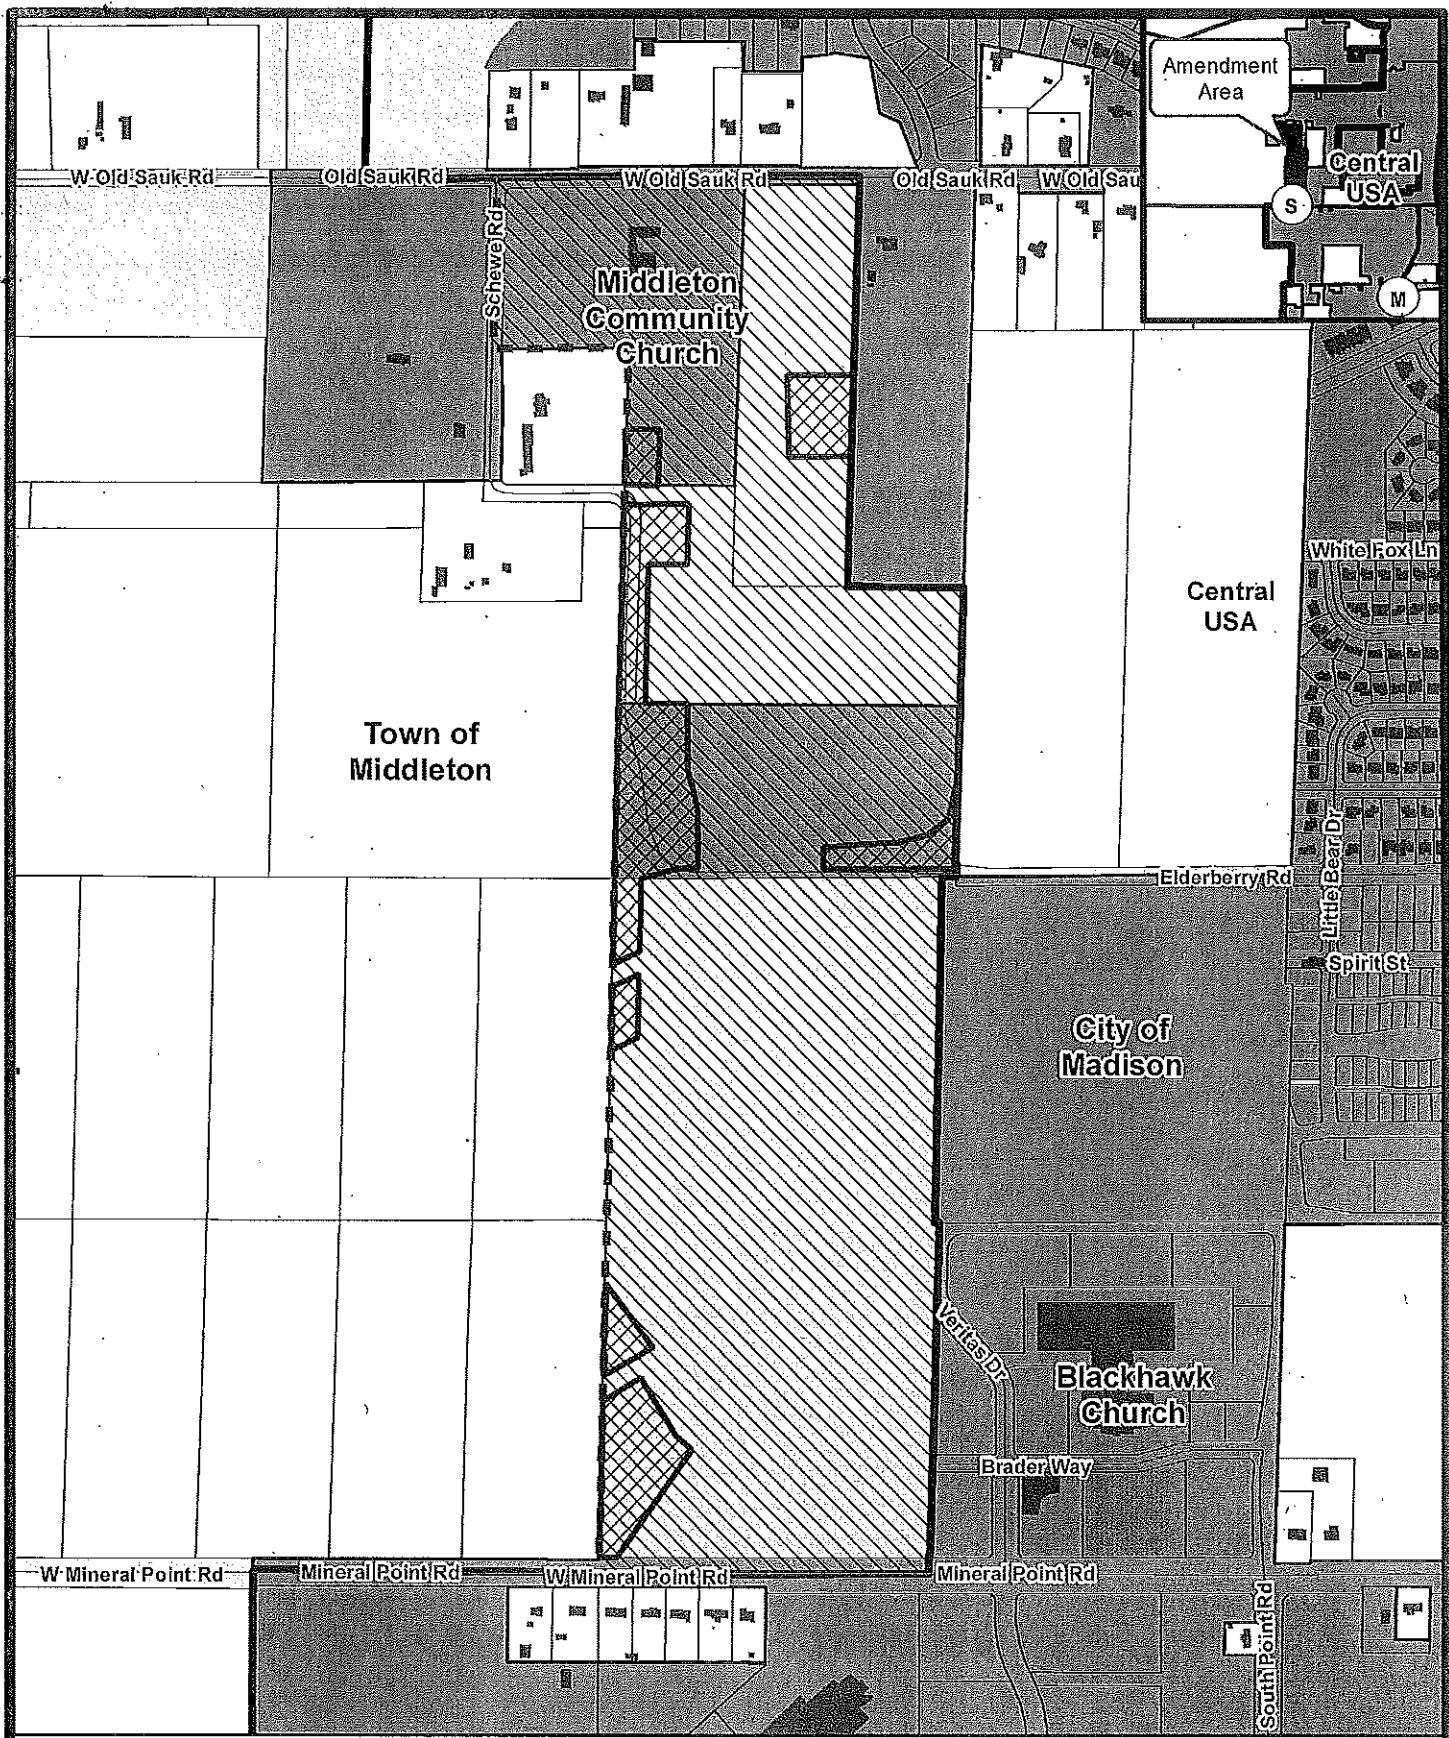 Amendment
Area
Central
USA
S
M
W Old Sauk Rd
Old Sauk Rd
W Old Sauk Rd
Old Sauk Rd
W Old Sau
Schewe Rd
Middleton
Community
Church
White Fox Ln
Central
USA
Town of
Middleton
Little Bear Dr
Elderberry Rd
Spirit St
City of
Madison
Veritas Dr
Blackhawk
Church
Brader Way
W Mineral Point Rd
Mineral Point Rd
W Mineral Point Rd
Mineral Point Rd
South Point Rd